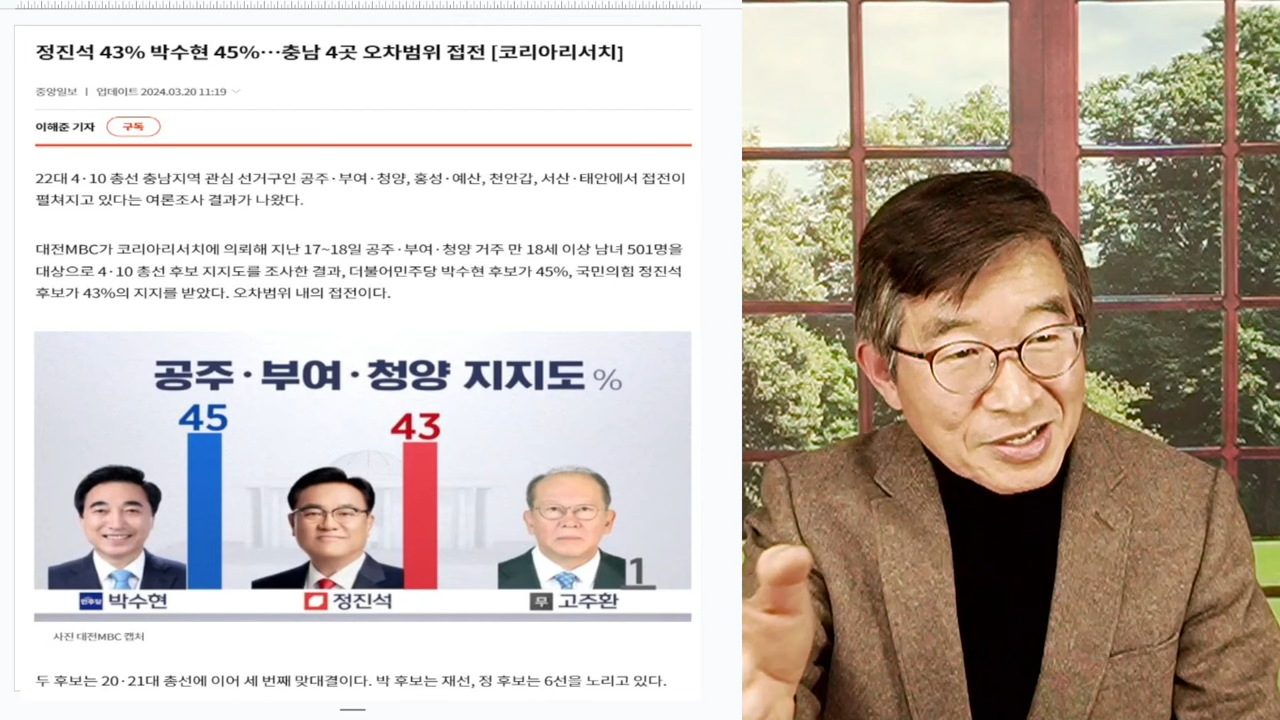 정진석 43% 박수현 45%…충남 4곳 오차범위 접전 [코리아리서치]
중앙일보 | 업데이트 2024.03.20 11:19
이해준 기자 구독
22대 4·10 총선 충남지역 관심 선거구인 공주·부여·청양, 홍성·예산, 천안갑, 서산·태안에서 접전이
펼쳐지고 있다는 여론조사 결과가 나왔다.
대전MBC가 코리아리서치에 의뢰해 지난 17~18일 공주·부여·청양 거주 만 18세 이상 남녀 501명을
대상으로 4·10 총선 후보 지지도를 조사한 결과, 더불어민주당 박수현 후보가 45%, 국민의힘 정진석
후보가 43%의 지지를 받았다. 오차범위 내의 접전이다.
공주·부여·청양 지지도 %
45
43
1
민주당 박수현
정진석
무 고주환
사진 대전MBC 캡처
두 후보는 20·21대 총선에 이어 세 번째 맞대결이다. 박 후보는 재선, 정 후보는 6선을 노리고 있다.